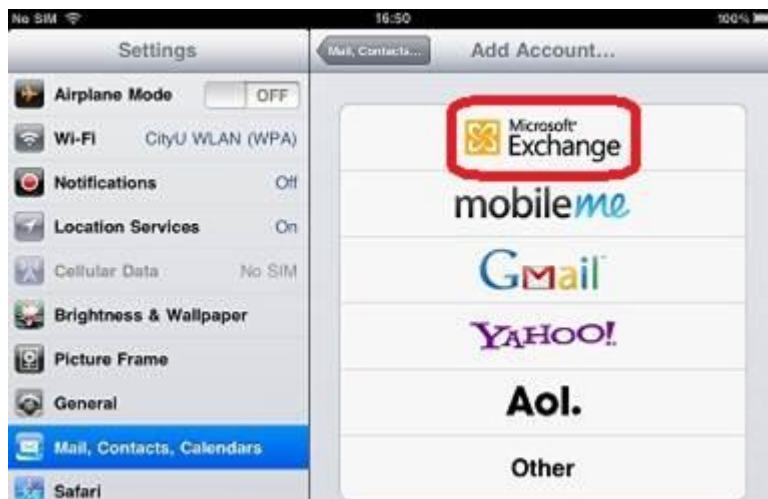 No SIM 16:50 100%
Settings
Mail, Contacts... Add Account...
Airplane Mode OFF
Wi-Fi CityU WLAN (WPA)
Notifications Off
Location Services On
Cellular Data No SIM
Brightness & Wallpaper
Picture Frame
General
Mail, Contacts, Calendars
Safari
Microsoft
Exchange
mobileme
Gmail
YAHOO!
Aol.
Other